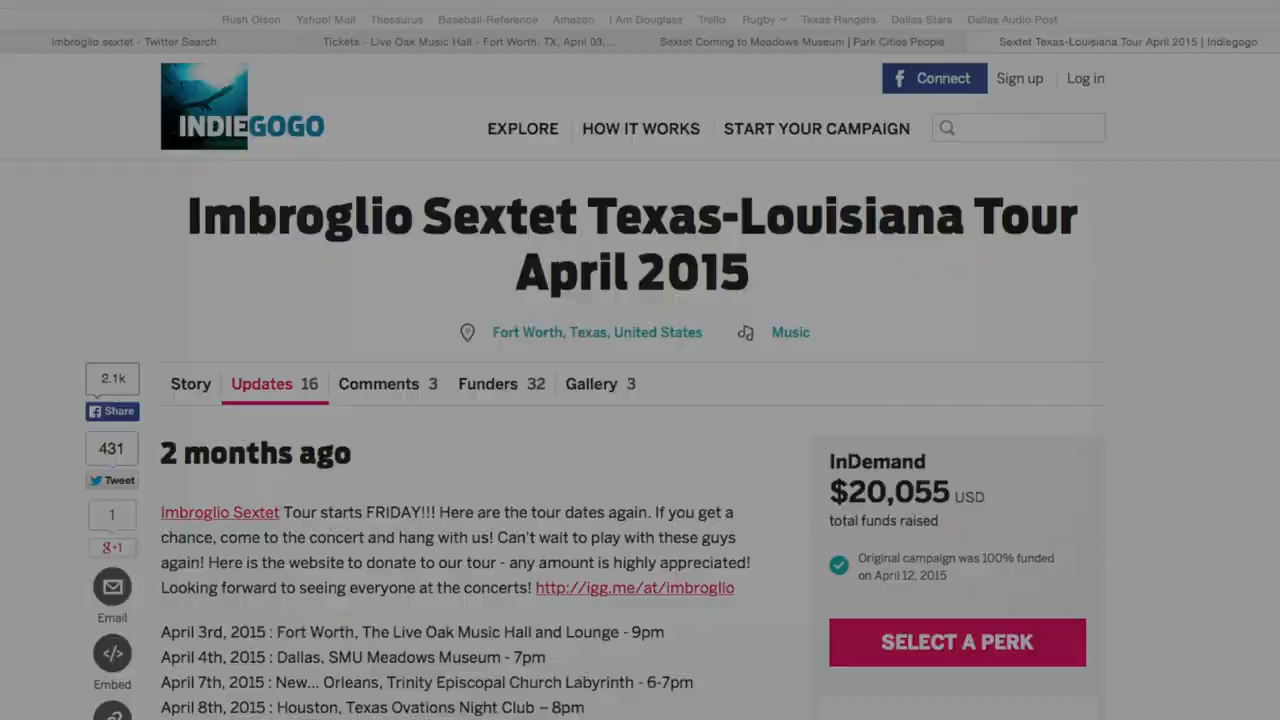 Rush Olson Yahoo! Mail Thesaurus Baseball-Reference Amazon I Am Douglass Trello Rugby Texas Rangers Dallas Stars Dallas Audio Post
imbroglio sextet - Twitter Search Tickets - Live Oak Music Hall - Fort Worth, TX, April 03,... Sextet Coming to Meadows Museum | Park Cities People Sextet Texas-Louisiana Tour April 2015 | Indiegogo
f Connect Sign up Log in
INDIEGOGO
EXPLORE HOW IT WORKS START YOUR CAMPAIGN
Imbroglio Sextet Texas-Louisiana Tour
April 2015
Fort Worth, Texas, United States Music
2.1k
Share
Story Updates 16 Comments 3 Funders 32 Gallery 3
431
Tweet
1
g+1
Email
</>
Embed
2 months ago
Imbroglio Sextet Tour starts FRIDAY!!! Here are the tour dates again. If you get a
chance, come to the concert and hang with us! Can't wait to play with these guys
again! Here is the website to donate to our tour - any amount is highly appreciated!
Looking forward to seeing everyone at the concerts! http://igg.me/at/imbroglio
April 3rd, 2015 : Fort Worth, The Live Oak Music Hall and Lounge - 9pm
April 4th, 2015 : Dallas, SMU Meadows Museum - 7pm
April 7th, 2015 : New... Orleans, Trinity Episcopal Church Labyrinth - 6-7pm
April 8th, 2015 : Houston, Texas Ovations Night Club – 8pm
InDemand
$20,055 USD
total funds raised
Original campaign was 100% funded
on April 12, 2015
SELECT A PERK